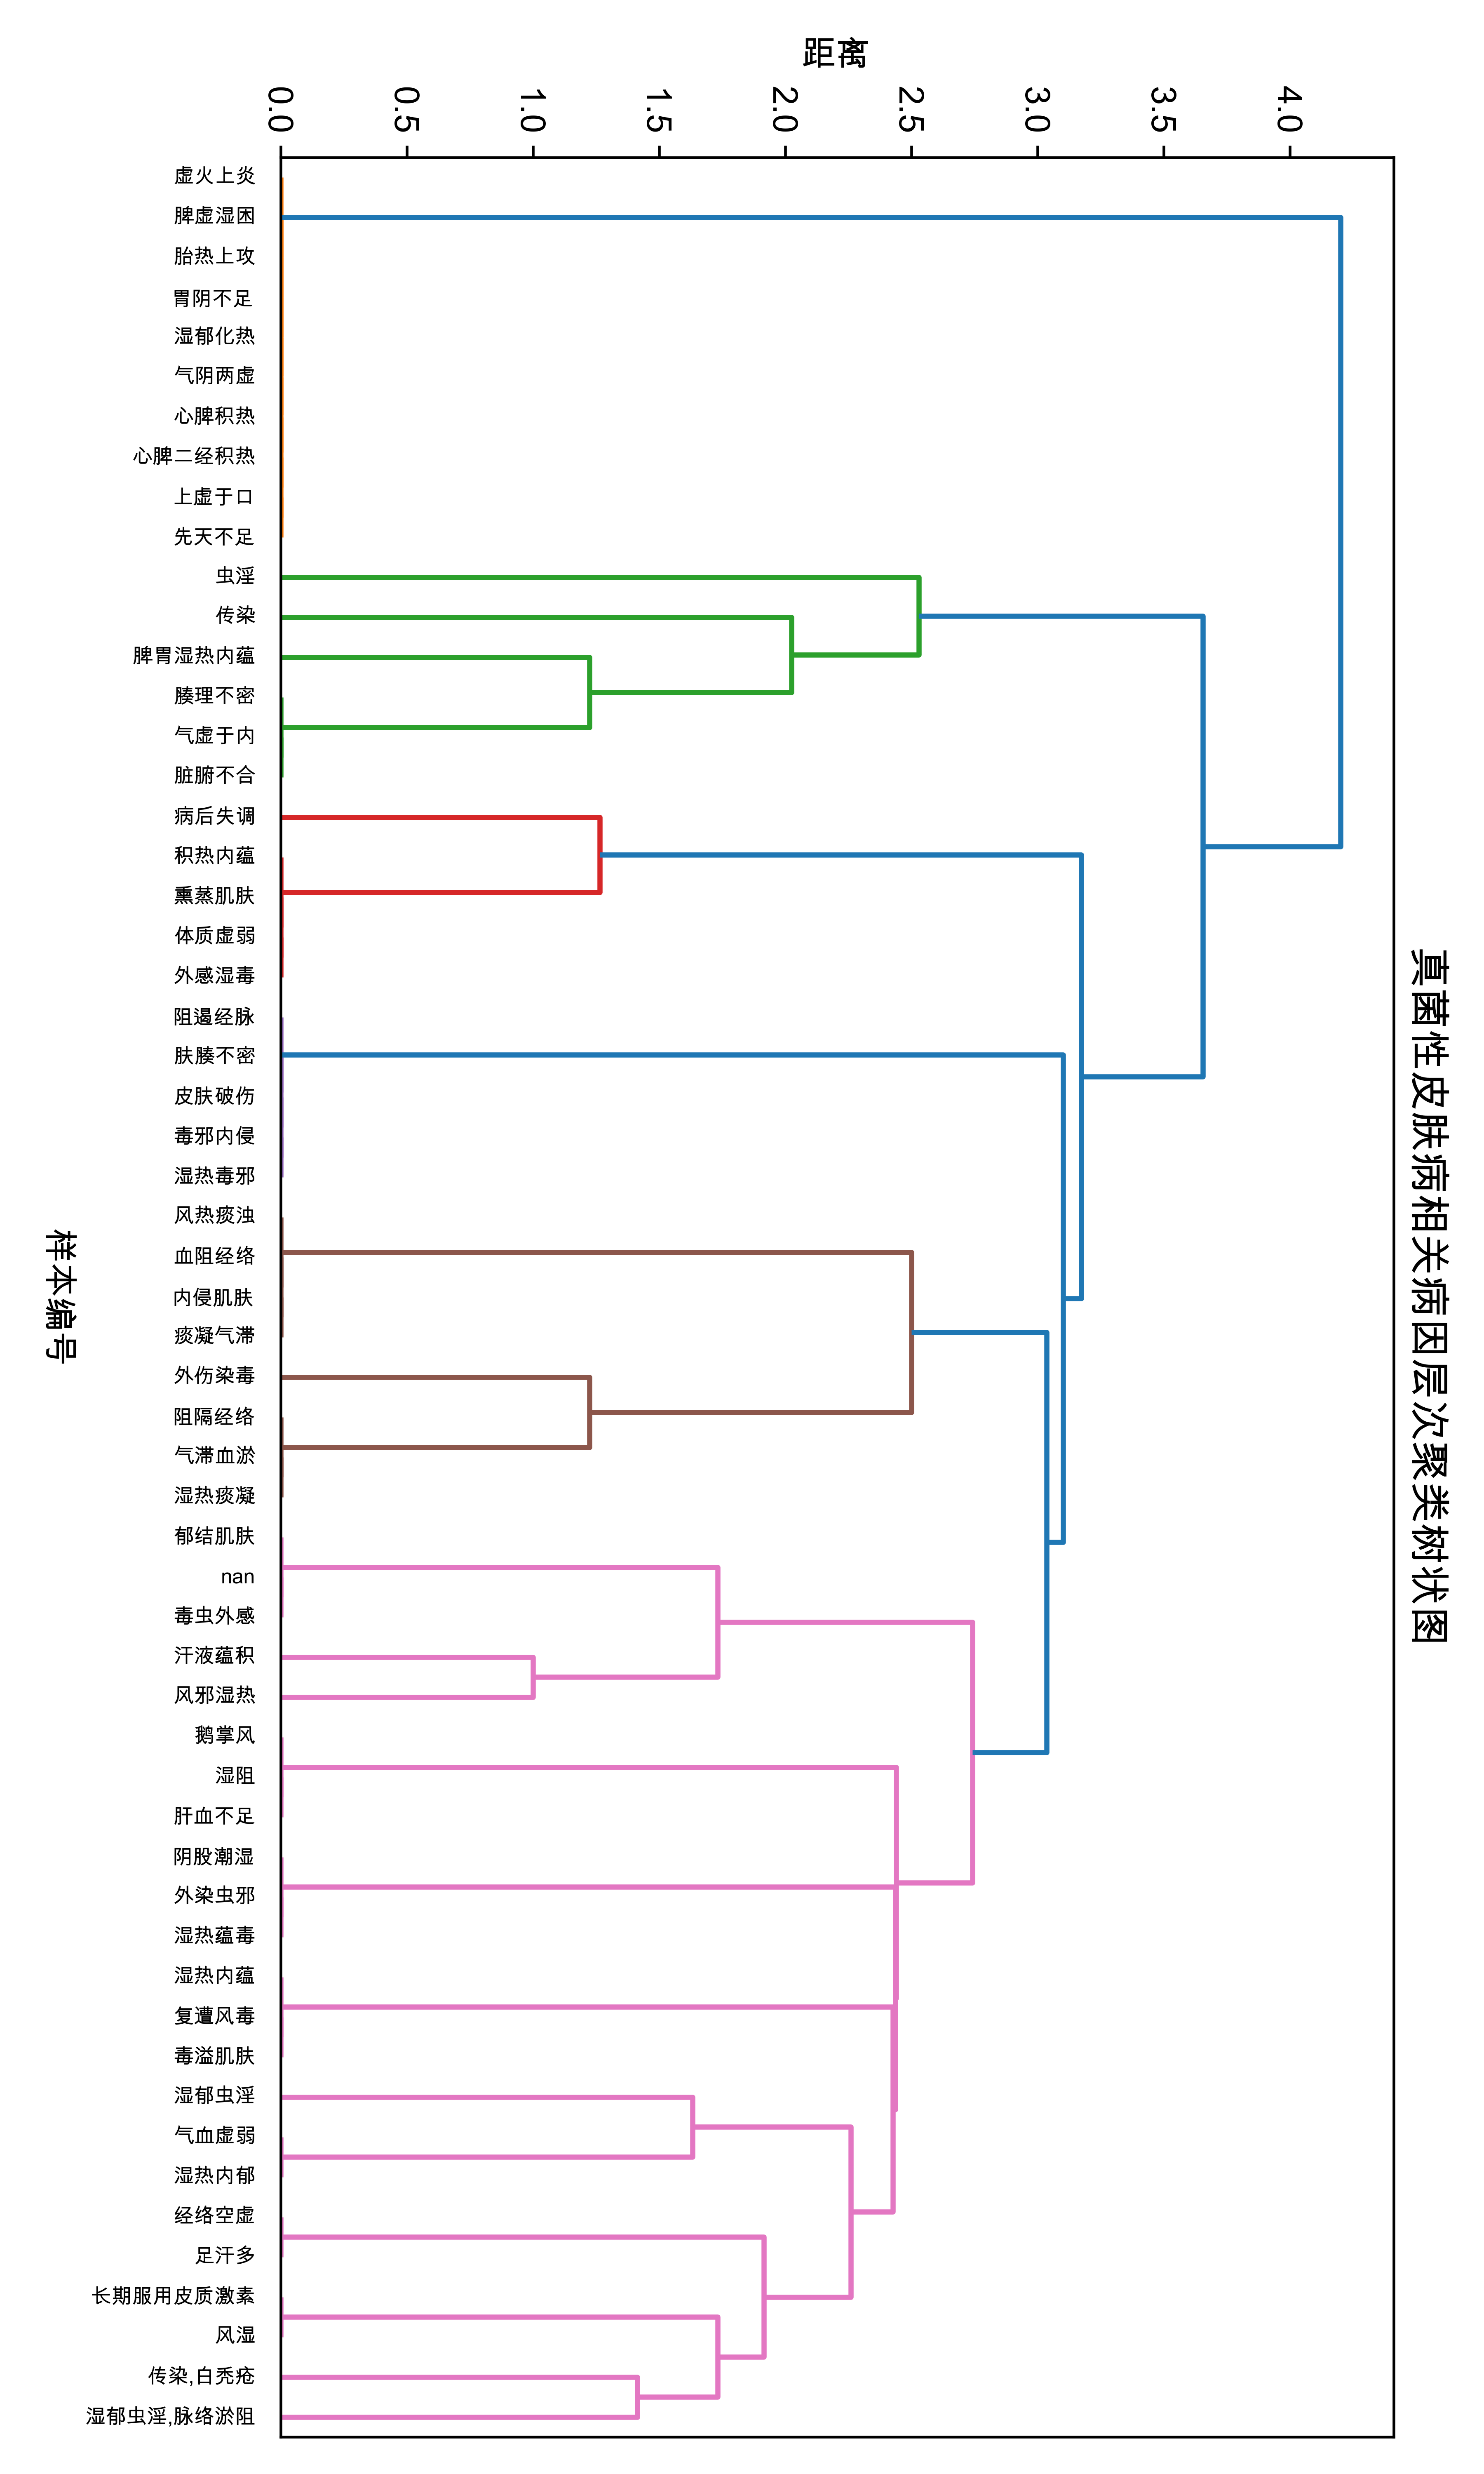 距离
0.0
0.5
1.0
1.5
2.0
2.5
3.0
3.5
4.0
虚火上炎
脾虚湿困
胎热上攻
胃阴不足
湿郁化热
气阴两虚
心脾积热
心脾二经积热
上虚于口
先天不足
虫淫
传染
脾胃湿热内蕴
腠理不密
气虚于内
脏腑不合
病后失调
积热内蕴
熏蒸肌肤
体质虚弱
外感湿毒
阻遏经脉
肤腠不密
皮肤破伤
毒邪内侵
湿热毒邪
风热痰浊
血阻经络
内侵肌肤
痰凝气滞
外伤染毒
阻隔经络
气滞血淤
湿热痰凝
郁结肌肤
nan
毒虫外感
汗液蕴积
风邪湿热
鹅掌风
湿阻
肝血不足
阴股潮湿
外染虫邪
湿热蕴毒
湿热内蕴
复遭风毒
毒溢肌肤
湿郁虫淫
气血虚弱
湿热内郁
经络空虚
足汗多
长期服用皮质激素
风湿
传染,白秃疮
湿郁虫淫,脉络淤阻
样本编号
真菌性皮肤病相关病因层次聚类树状图